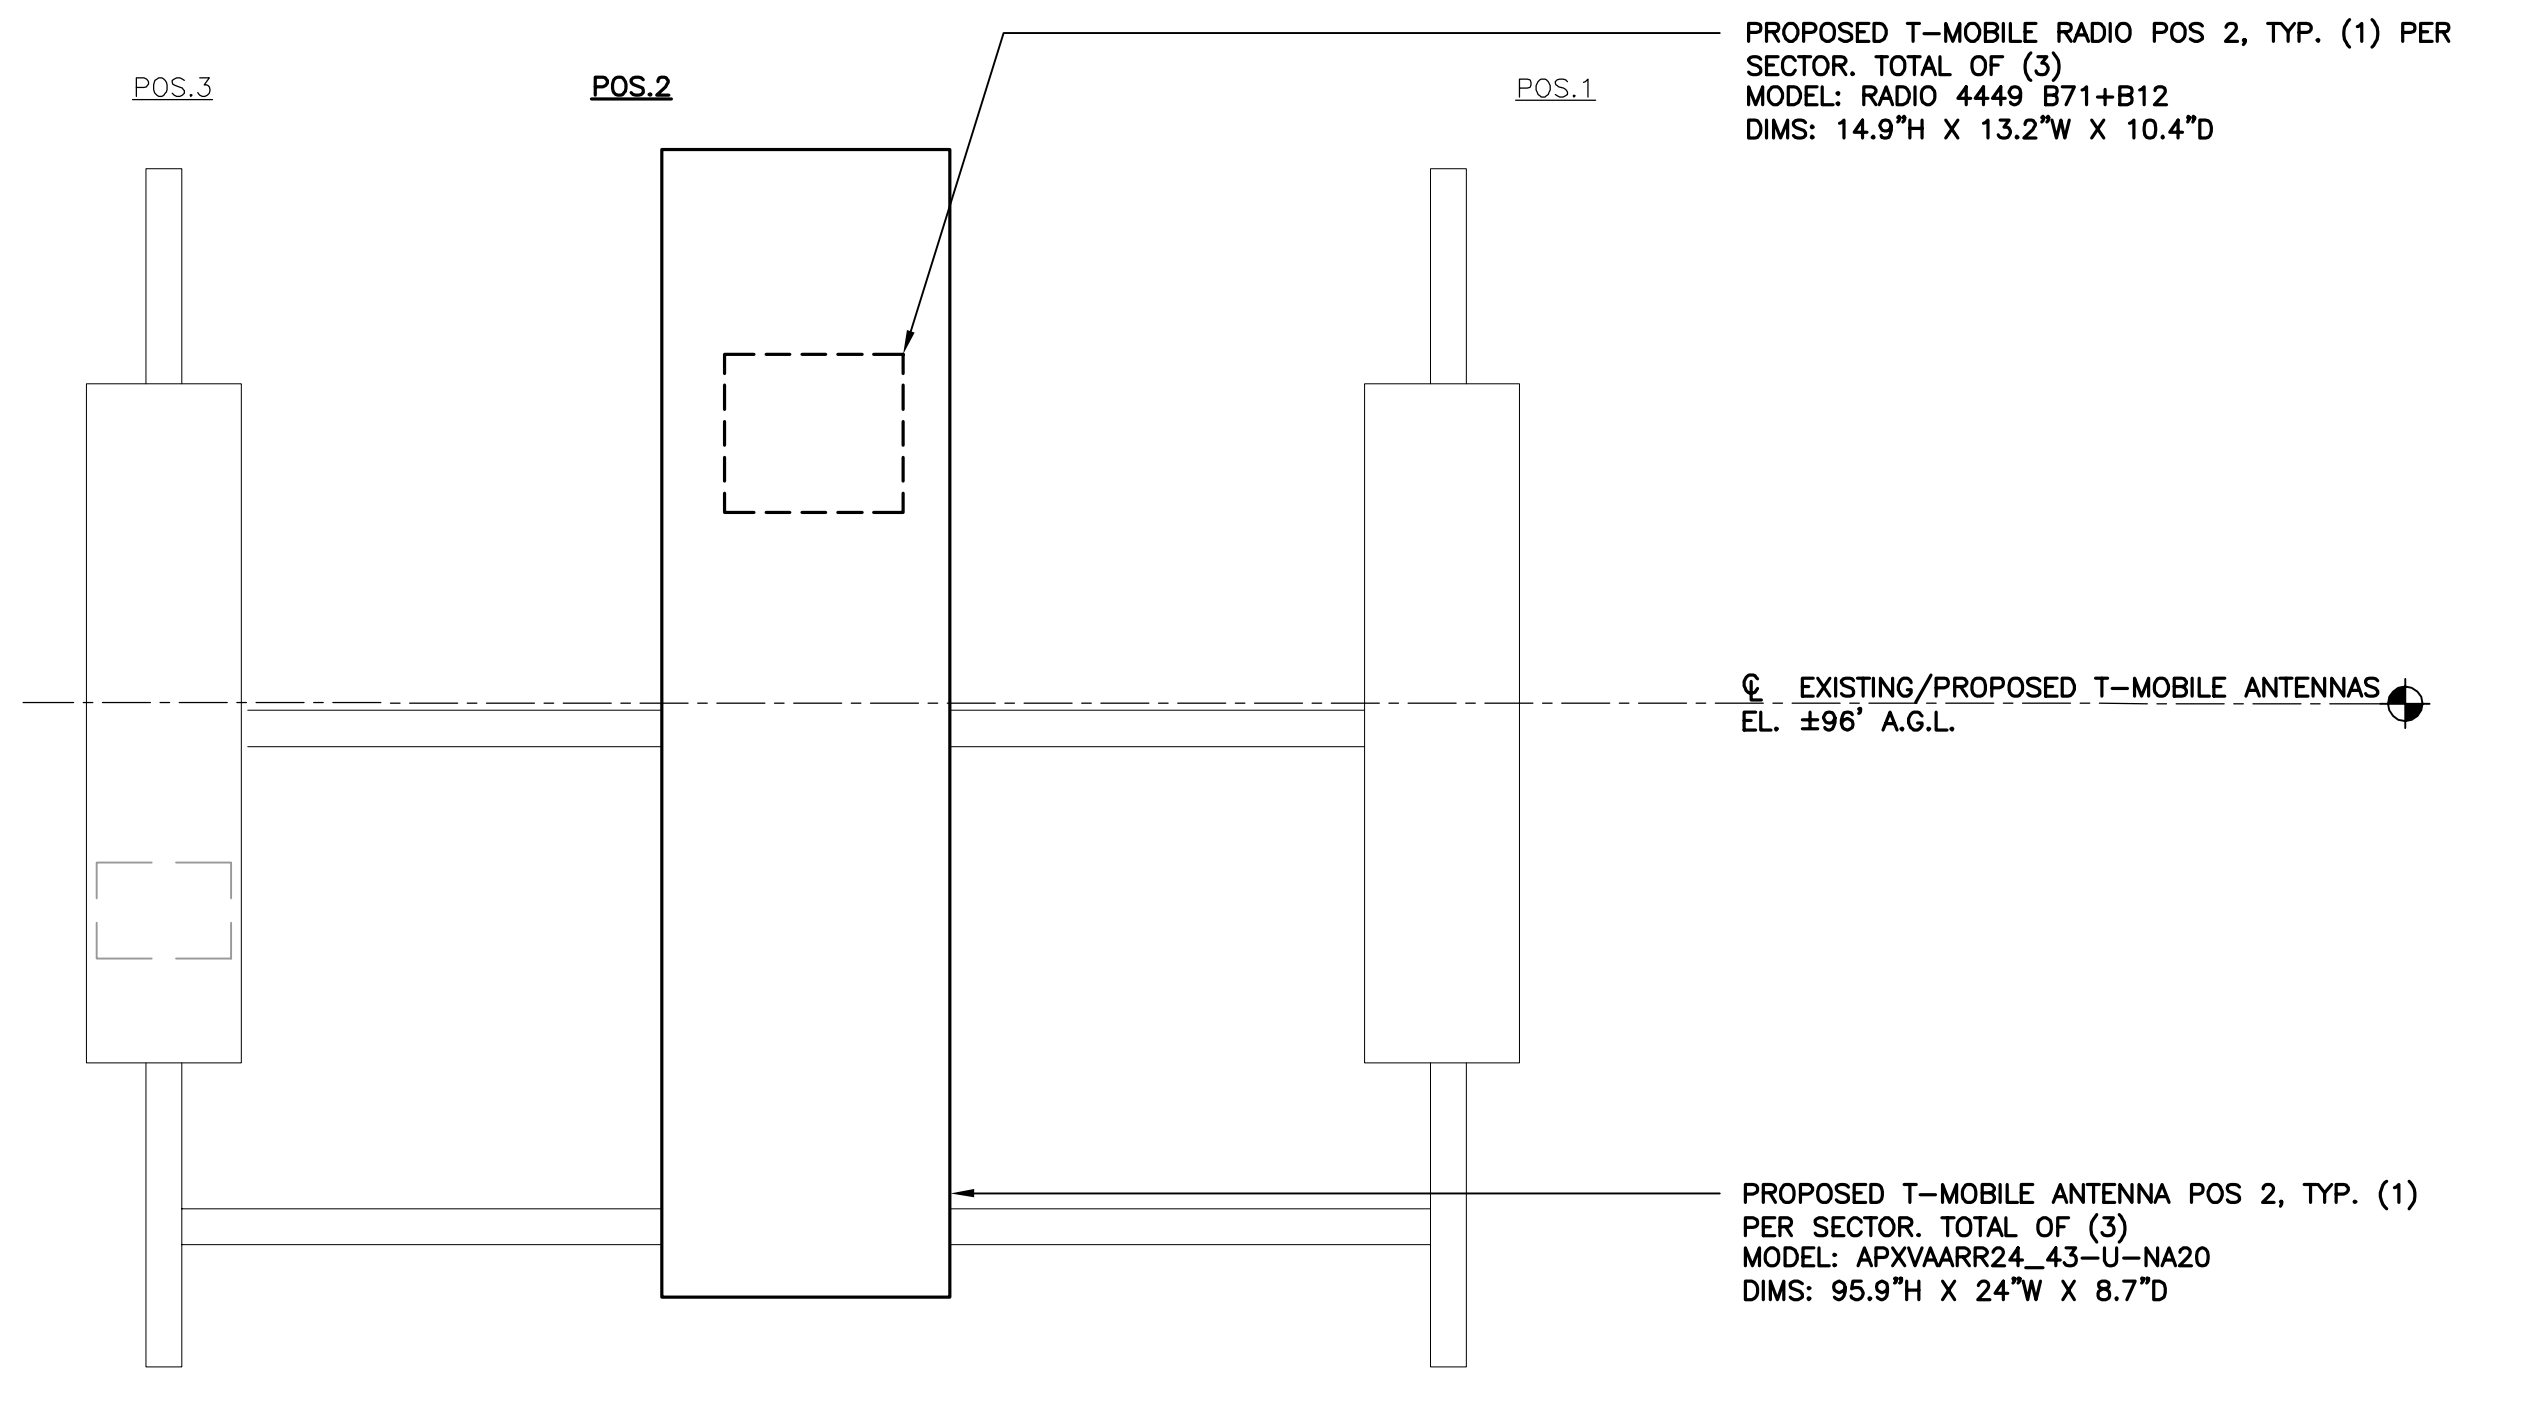 POS.3
POS.2
POS.1
PROPOSED T-MOBILE RADIO POS 2, TYP. (1) PER
SECTOR. TOTAL OF (3)
MODEL: RADIO 4449 B71+B12
DIMS: 14.9"H X 13.2"W X 10.4"D
℄ EXISTING/PROPOSED T-MOBILE ANTENNAS
EL. ±96' A.G.L.
PROPOSED T-MOBILE ANTENNA POS 2, TYP. (1)
PER SECTOR. TOTAL OF (3)
MODEL: APXVAARR24_43-U-NA20
DIMS: 95.9"H X 24"W X 8.7"D